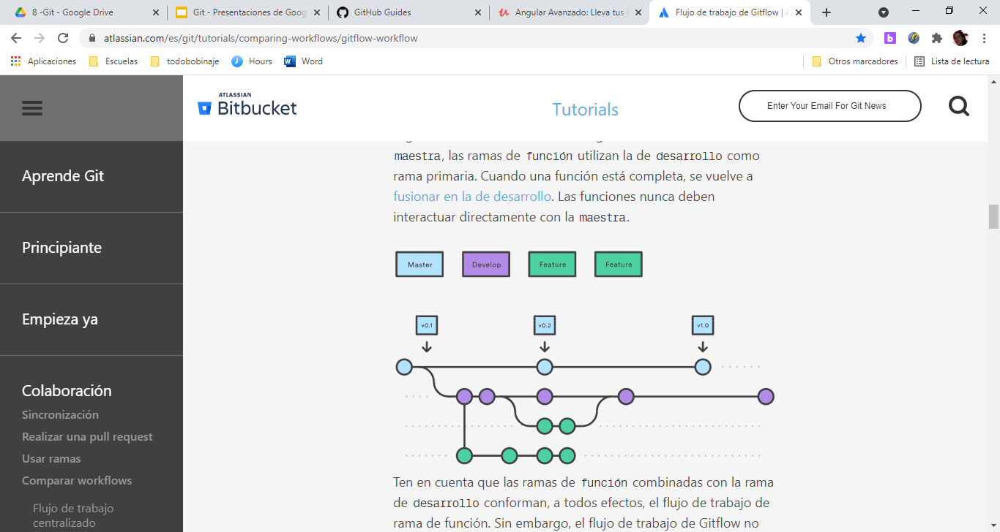 8 -Git - Google Drive
Git - Presentaciones de Goog
GitHub Guides
Angular Avanzado: Lleva tus
Flujo de trabajo de Gitflow |
atlassian.com/es/git/tutorials/comparing-workflows/gitflow-workflow
Aplicaciones
Escuelas
todobobinaje
Hours
Word
Otros marcadores
Lista de lectura
ATLASSIAN
Bitbucket
Tutorials
Enter Your Email For Git News
Aprende Git
Principiante
Empieza ya
Colaboración
Sincronización
Realizar una pull request
Usar ramas
Comparar workflows
Flujo de trabajo
centralizado
maestra, las ramas de función utilizan la de desarrollo como
rama primaria. Cuando una función está completa, se vuelve a
fusionar en la de desarrollo. Las funciones nunca deben
interactuar directamente con la maestra.
Master
Develop
Feature
Feature
v0.1
v0.2
v1.0
Ten en cuenta que las ramas de función combinadas con la rama
de desarrollo conforman, a todos efectos, el flujo de trabajo de
rama de función. Sin embargo, el flujo de trabajo de Gitflow no